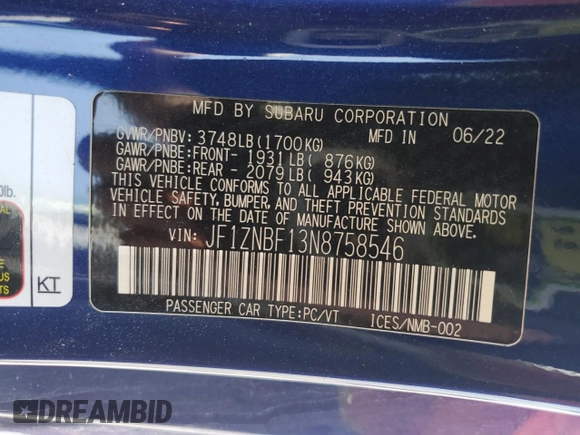 MFD BY SUBARU CORPORATION
GVWR/PNBV: 3748LB(1700KG) MFD IN 06/22
GAWR/PNBE:FRONT- 1931LB( 876KG)
GAWR/PNBE:REAR - 2079LB( 943KG)
THIS VEHICLE CONFORMS TO ALL APPLICABLE FEDERAL MOTOR
VEHICLE SAFETY, BUMPER, AND THEFT PREVENTION STANDARDS
IN EFFECT ON THE DATE OF MANUFACTURE SHOWN ABOVE.
VIN: JF1ZNBF13N8758546
PASSENGER CAR TYPE:PC/VT ICES/NMB-002
KT
DREAMBID